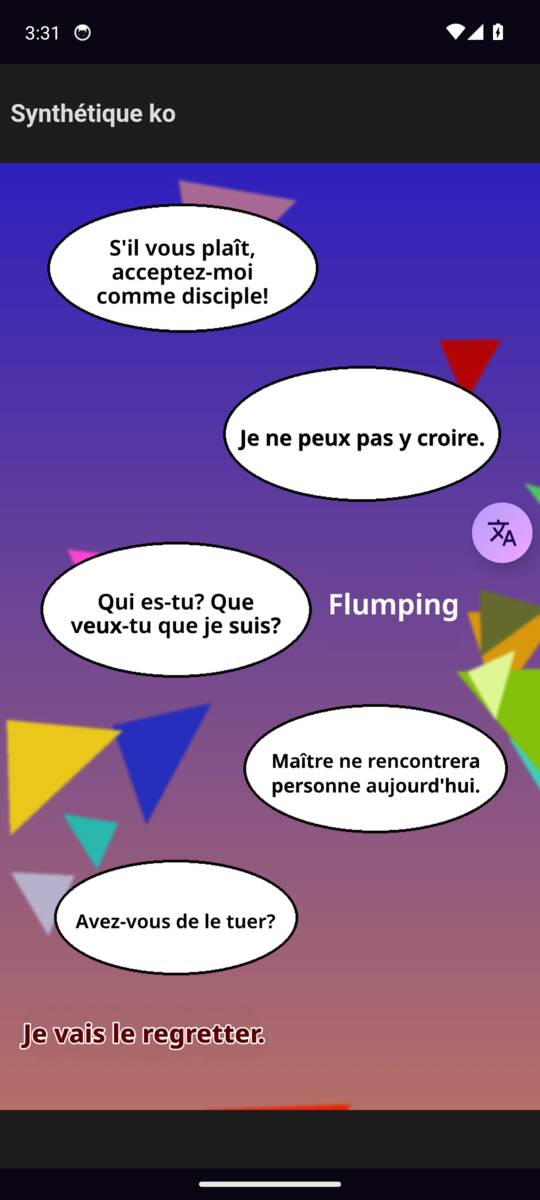 3:31
Synthétique ko
S'il vous plaît,
acceptez-moi
comme disciple!
Je ne peux pas y croire.
Qui es-tu? Que
veux-tu que je suis?
Flumping
Maître ne rencontrera
personne aujourd'hui.
Avez-vous de le tuer?
Je vais le regretter.